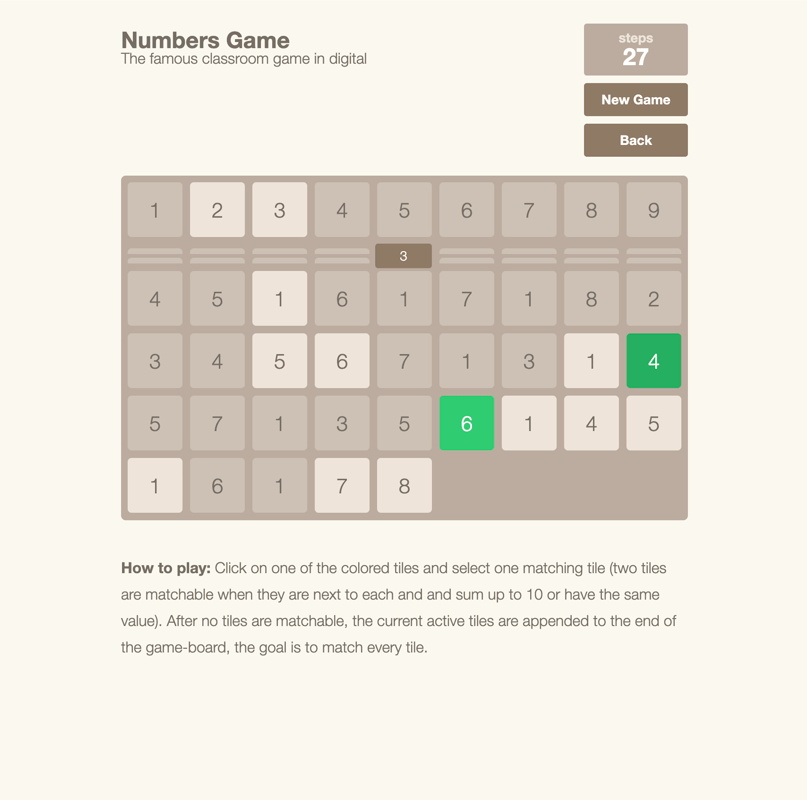 Numbers Game
The famous classroom game in digital
steps
27
New Game
Back
1 2 3 4 5 6 7 8 9
3
4 5 1 6 1 7 1 8 2
3 4 5 6 7 1 3 1 4
5 7 1 3 5 6 1 4 5
1 6 1 7 8
How to play: Click on one of the colored tiles and select one matching tile (two tiles
are matchable when they are next to each and and sum up to 10 or have the same
value). After no tiles are matchable, the current active tiles are appended to the end of
the game-board, the goal is to match every tile.